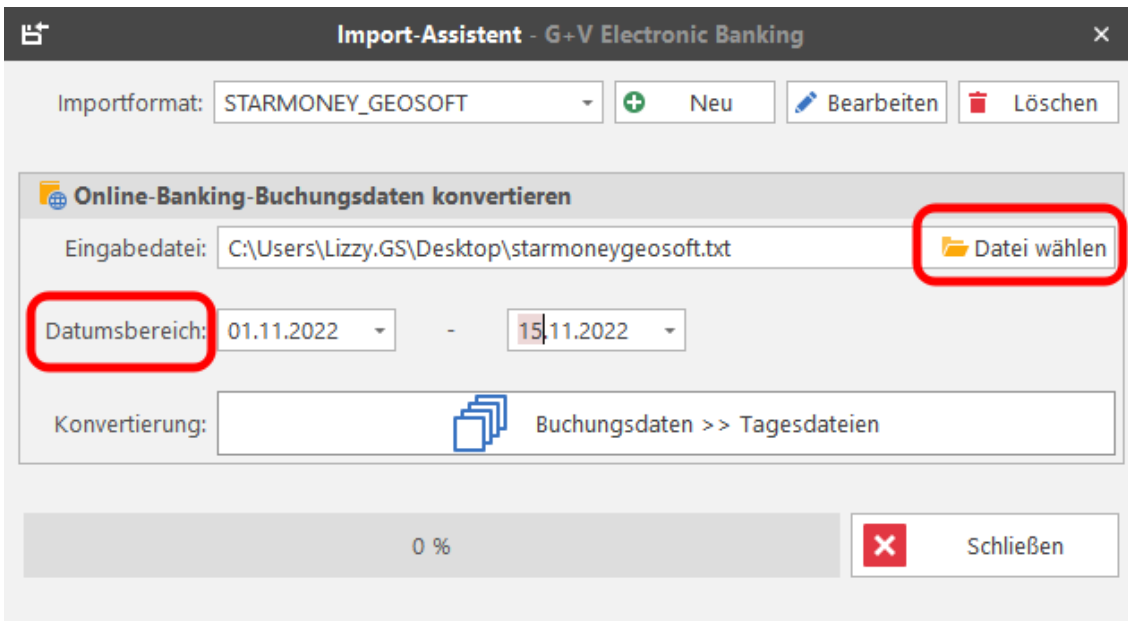 Import-Assistent - G+V Electronic Banking
Importformat: STARMONEY_GEOSOFT Neu Bearbeiten Löschen
Online-Banking-Buchungsdaten konvertieren
Eingabedatei: C:\Users\Lizzy.GS\Desktop\starmoneygeosoft.txt Datei wählen
Datumsbereich: 01.11.2022 - 15.11.2022
Konvertierung: Buchungsdaten >> Tagesdateien
0 % Schließen